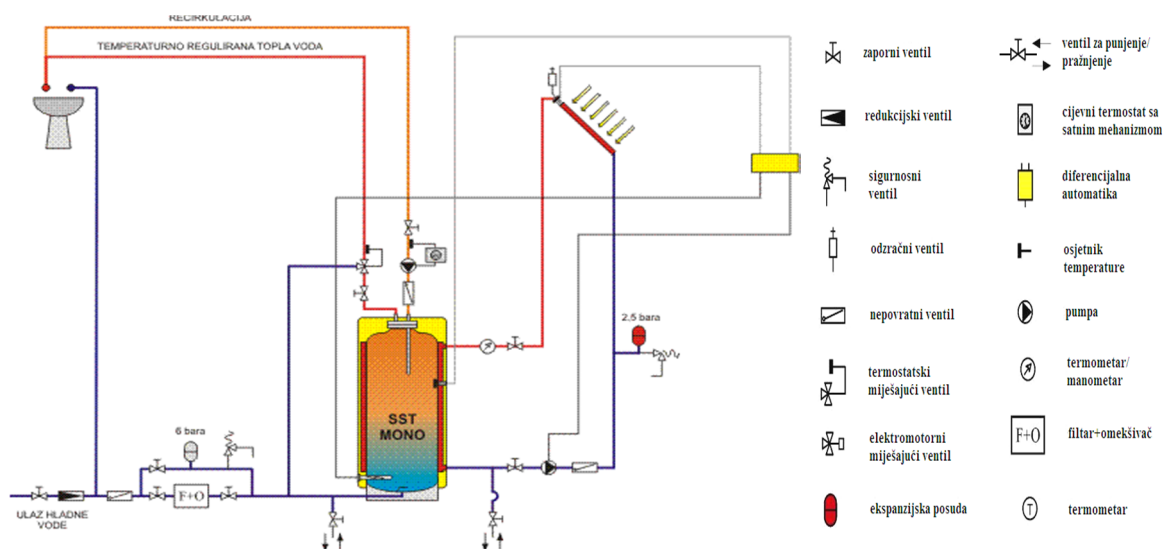 RECIRKULACIJA
TEMPERATURNO REGULIRANA TOPLA VODA
2,5 bara
SST
MONO
6 bara
F+O
ULAZ HLADNE
VODE
zaporni ventil
redukcijski ventil
sigurnosni
ventil
odzračni ventil
nepovratni ventil
termostatski
miješajući ventil
elektromotorni
miješajući ventil
ekspanzijska posuda
ventil za punjenje/
pražnjenje
cijevni termostat sa
satnim mehanizmom
diferencijalna
automatika
osjetnik
temperature
pumpa
termometar/
manometar
F+O
filtar+omekšivač
T
termometar